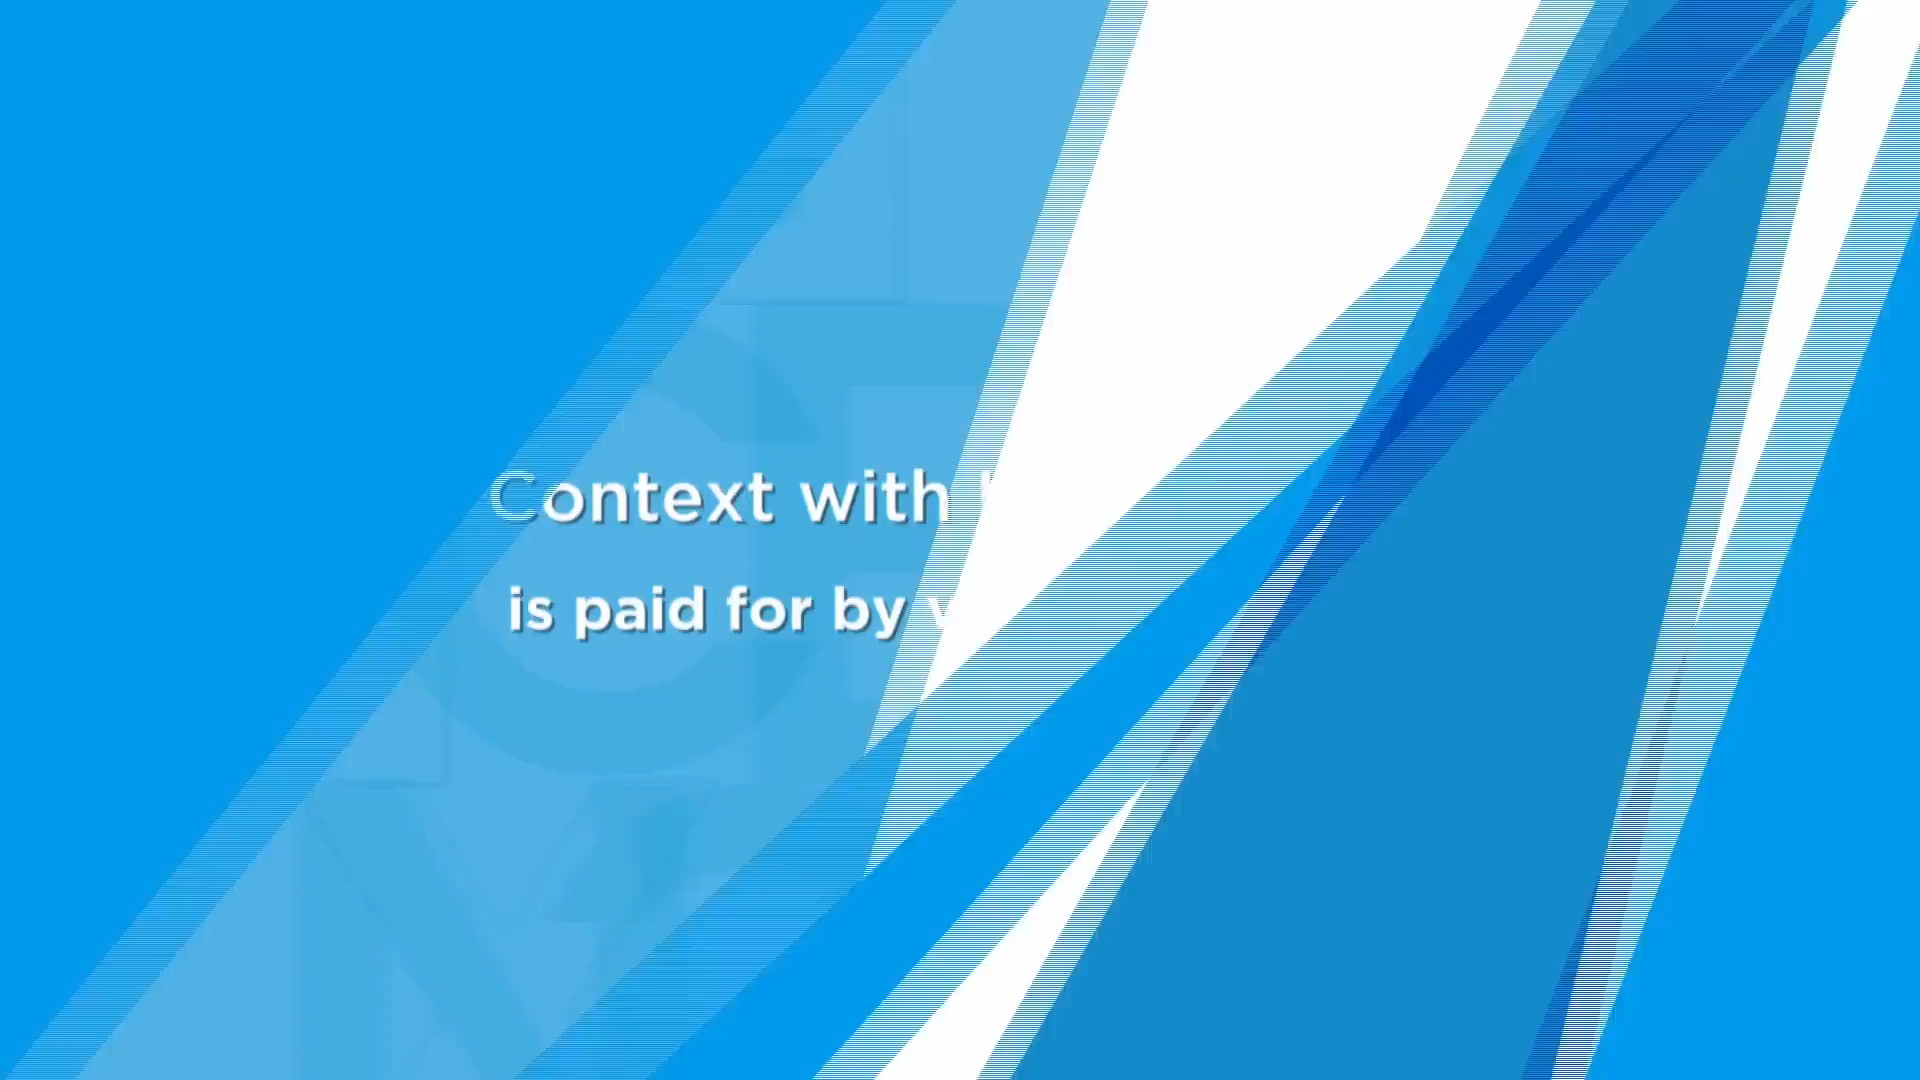 Context with
is paid for by